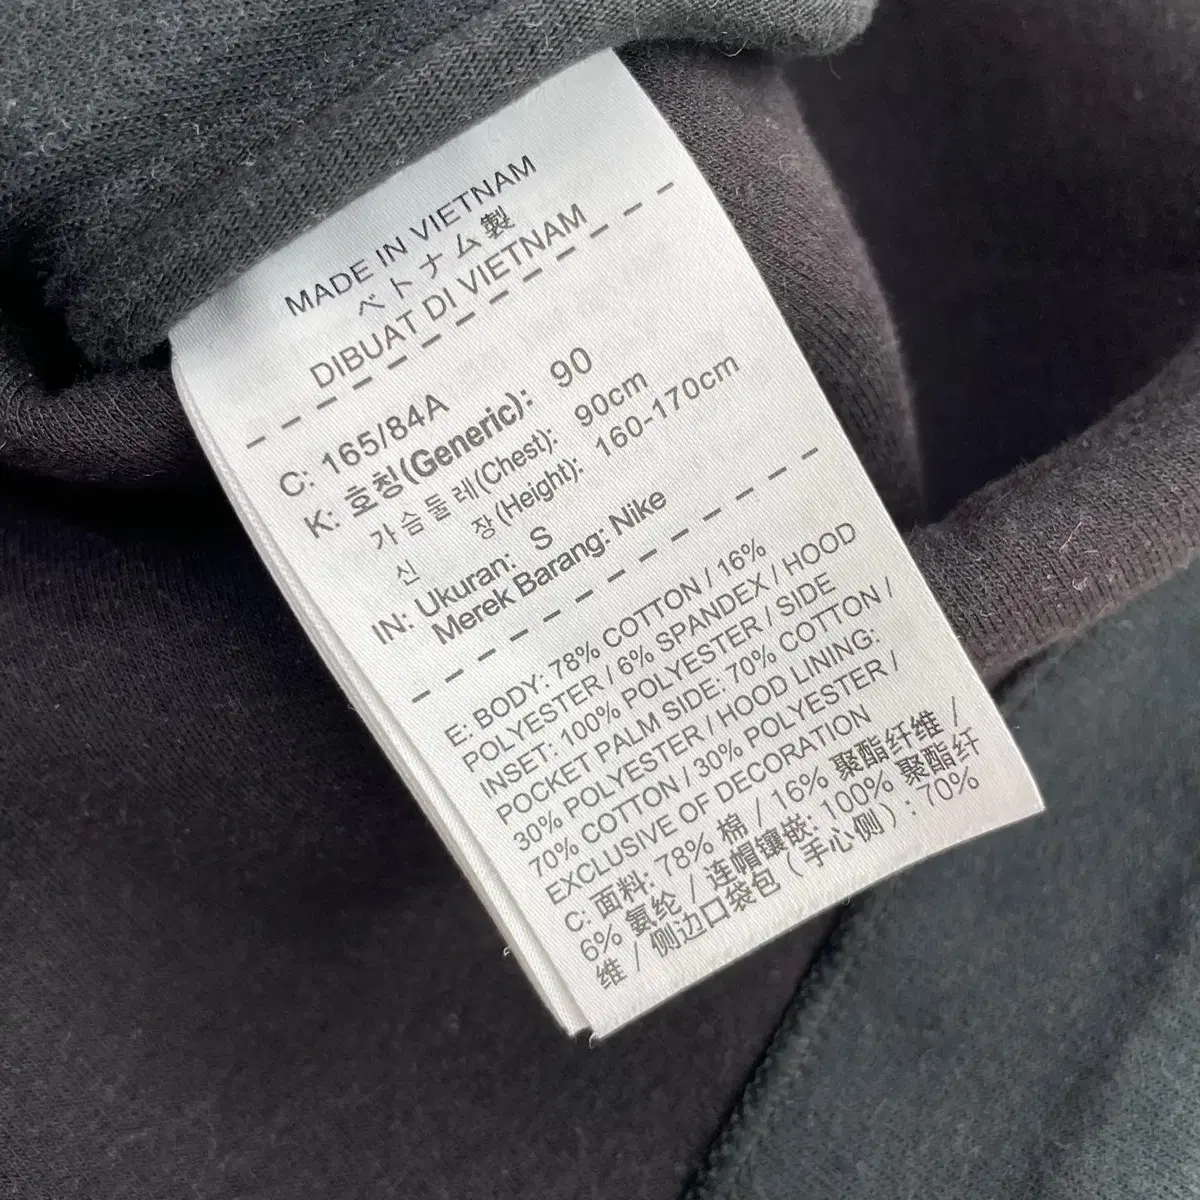 MADE IN VIETNAM
ベトナム製
DIBUAT DI VIETNAM
C: 165/84A
K: 호칭(Generic): 90
가슴둘레(Chest): 90cm
신 장(Height): 160-170cm
IN: Ukuran: S
Merek Barang: Nike
E: BODY: 78% COTTON / 16%
POLYESTER / 6% SPANDEX / HOOD
INSET: 100% POLYESTER / SIDE
POCKET PALM SIDE: 70% COTTON /
30% POLYESTER / HOOD LINING:
70% COTTON / 30% POLYESTER /
EXCLUSIVE OF DECORATION
C: 面料: 78% 棉 / 16% 聚酯纤维 /
6% 氨纶 / 连帽镶嵌: 100% 聚酯纤
维 / 侧边口袋包 (手心侧) : 70%